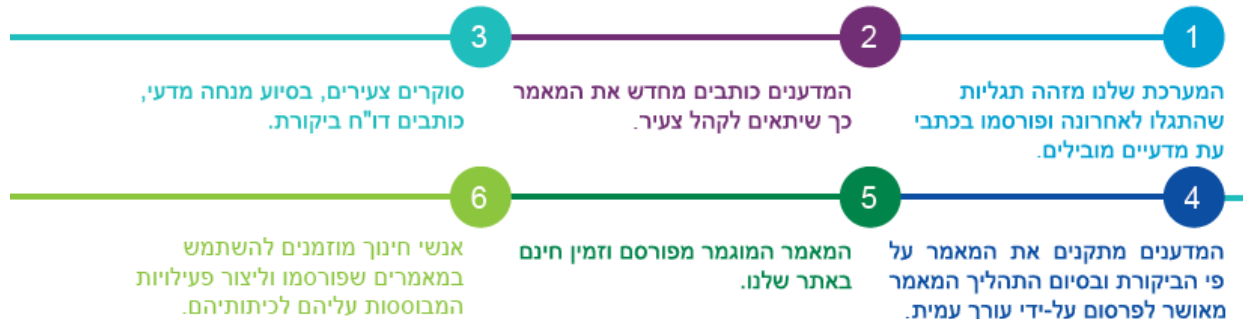 1
המערכת שלנו מזהה תגליות
שהתגלו לאחרונה ופורסמו בכתבי
עת מדעיים מובילים.
2
המדענים כותבים מחדש את המאמר
כך שיתאים לקהל צעיר.
3
סוקרים צעירים, בסיוע מנחה מדעי,
כותבים דו"ח ביקורת.
4
המדענים מתקנים את המאמר על
פי הביקורת ובסיום התהליך המאמר
מאושר לפרסום על-ידי עורך עמית.
5
המאמר המוגמר מפורסם וזמין חינם
באתר שלנו.
6
אנשי חינוך מוזמנים להשתמש
במאמרים שפורסמו וליצור פעילויות
המבוססות עליהם לכיתותיהם.